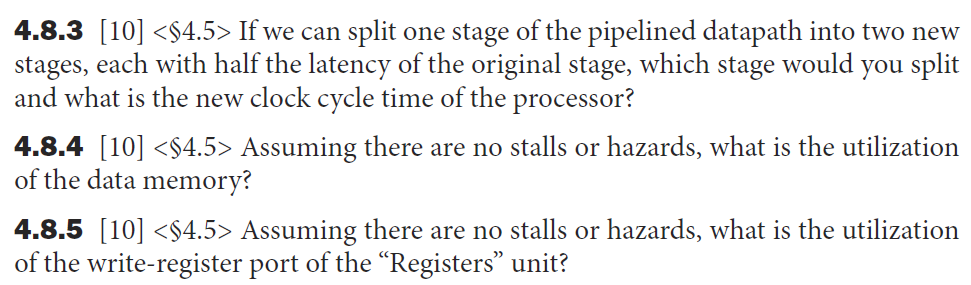 4.8.3 [10] <§4.5> If we can split one stage of the pipelined datapath into two new
stages, each with half the latency of the original stage, which stage would you split
and what is the new clock cycle time of the processor?
4.8.4 [10] <§4.5> Assuming there are no stalls or hazards, what is the utilization
of the data memory?
4.8.5 [10] <§4.5> Assuming there are no stalls or hazards, what is the utilization
of the write-register port of the “Registers” unit?